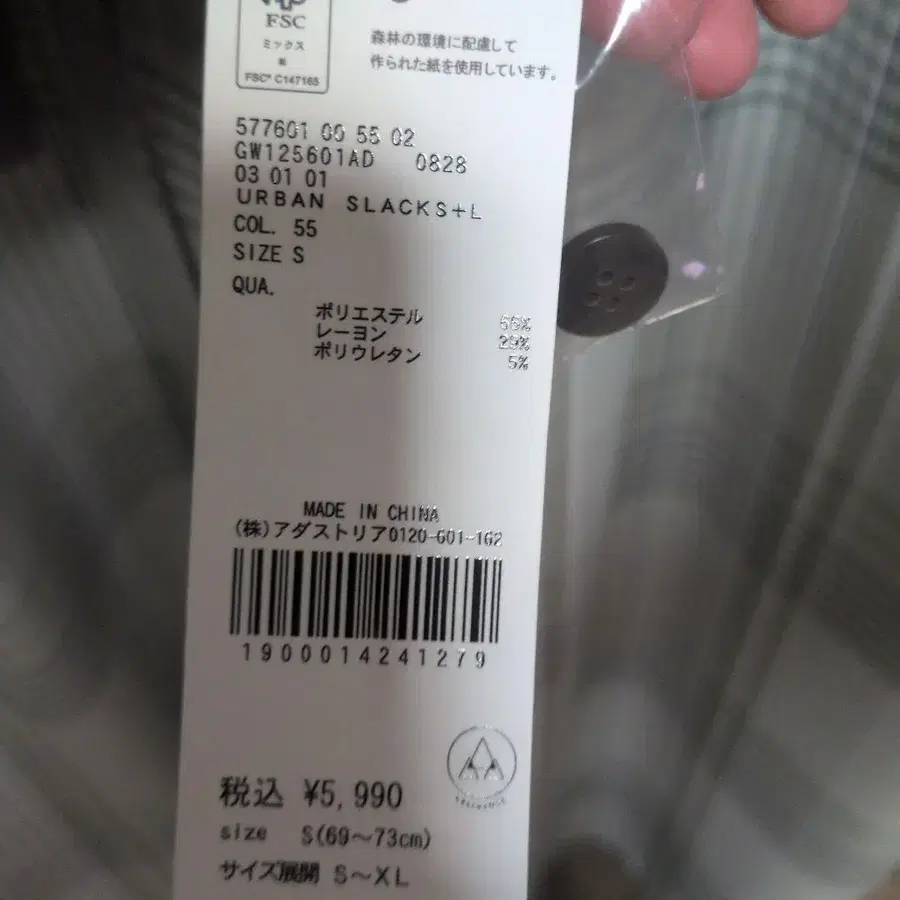 FSC
ミックス
紙
FSC® C147165
森林の環境に配慮して
作られた紙を使用しています。
577601 00 55 02
GW125601AD 0828
03 01 01
URBAN SLACKS+L
COL. 55
SIZE S
QUA.
ポリエステル 66%
レーヨン 29%
ポリウレタン 5%
MADE IN CHINA
(株)アダストリア0120-601-162
1900014241279
税込 ¥5,990
size S(69～73cm)
サイズ展開 S～XL